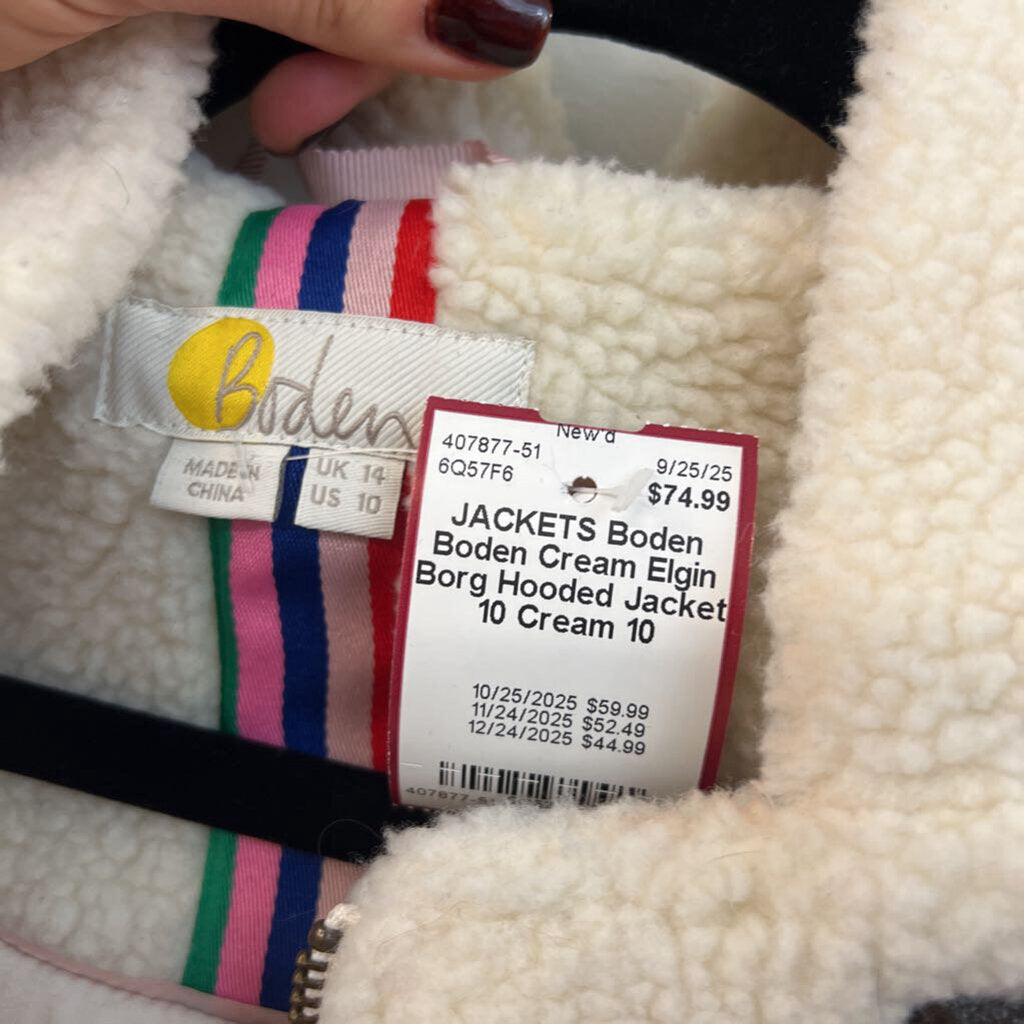 Boden
MADE IN
CHINA
UK 14
US 10
New'd
407877-51
9/25/25
6Q57F6
$74.99
JACKETS Boden
Boden Cream Elgin
Borg Hooded Jacket
10 Cream 10
10/25/2025 $59.99
11/24/2025 $52.49
12/24/2025 $44.99